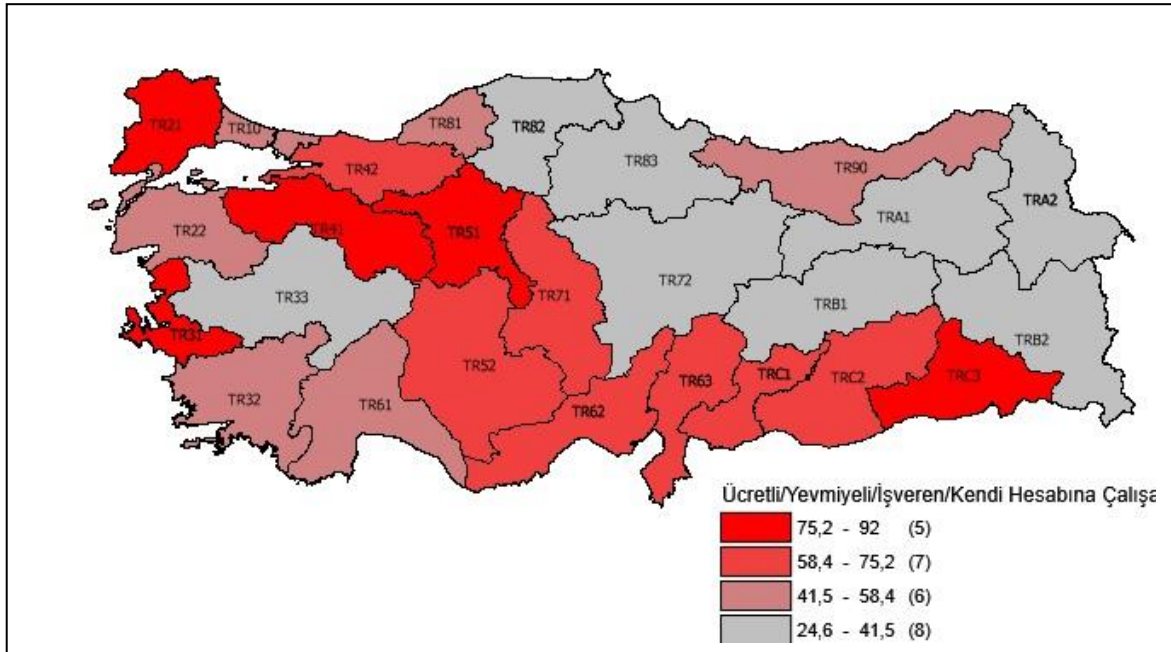 TR21
TR10
TR81
TR82
TR83
TR42
TR90
TRA1
TRA2
TR22
TR41
TR51
TR33
TR71
TR72
TRB1
TRB2
TR31
TR52
TR63
TRC1
TRC2
TRC3
TR32
TR61
TR62
Ücretli/Yevmiyeli/İşveren/Kendi Hesabına Çalışa
75,2 - 92 (5)
58,4 - 75,2 (7)
41,5 - 58,4 (6)
24,6 - 41,5 (8)